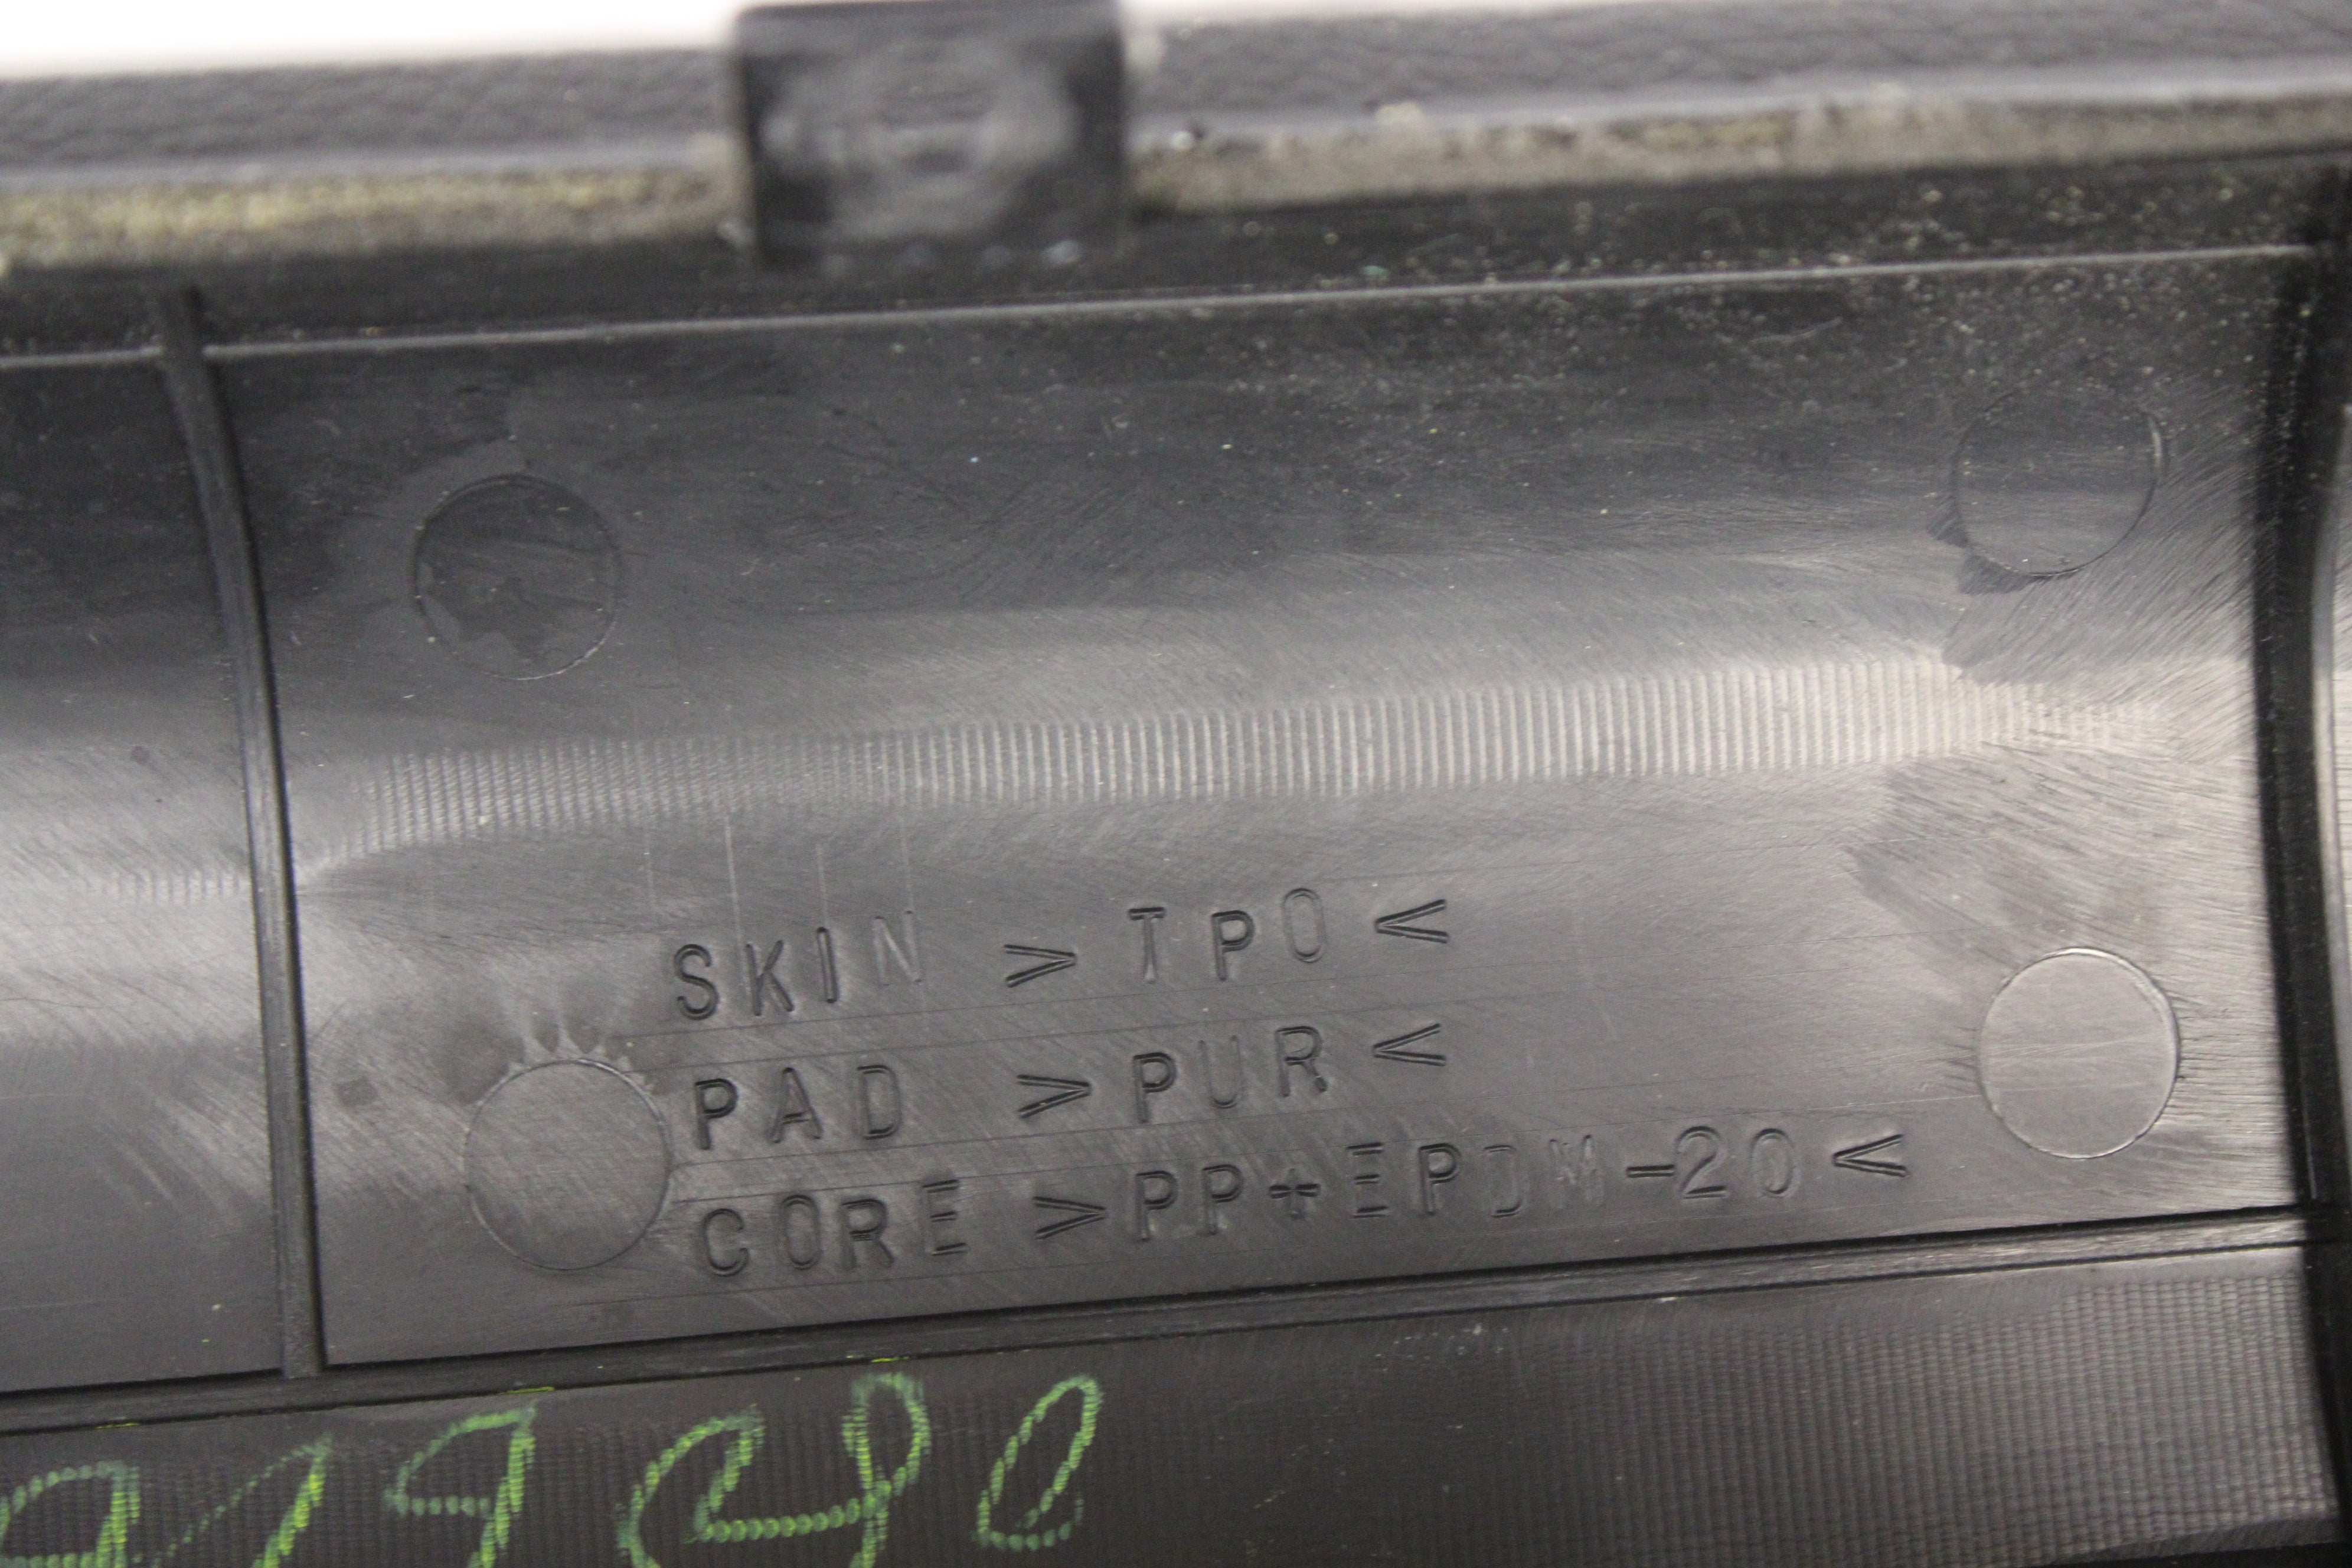 SKIN >TPO<
PAD >PUR<
CORE >PP+EPDM-20<